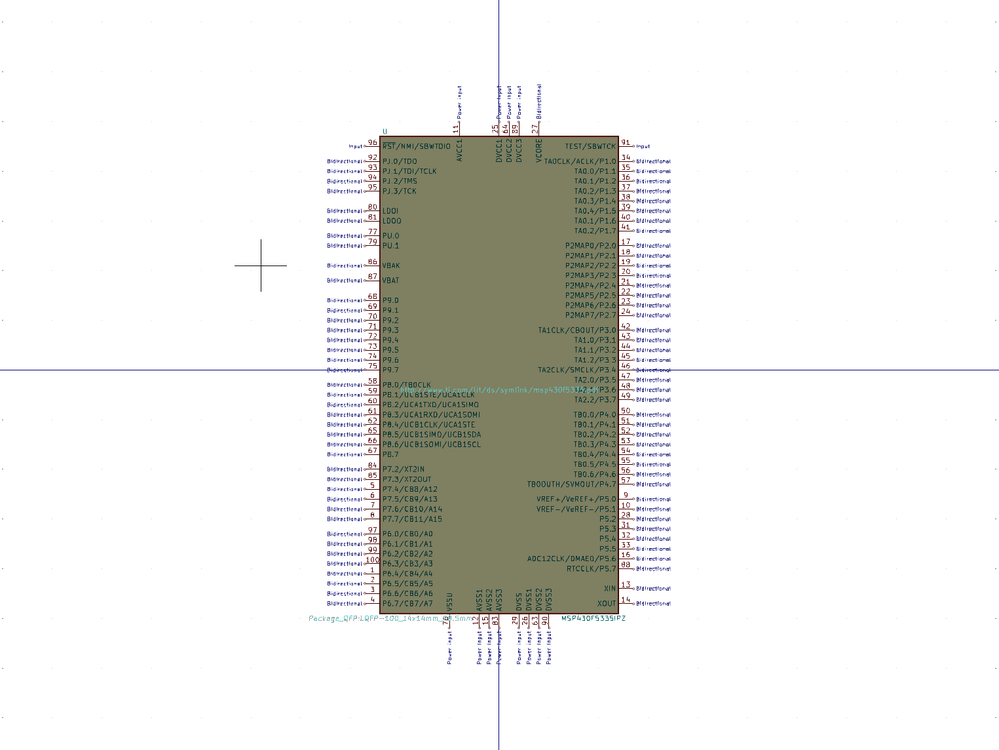 Power input
Power input
Power input
Power input
Bidirectional
11
25
64
89
27
U
AVCC1
DVCC1
DVCC2
DVCC3
VCORE
Input 96 RST/NMI/SBWTDIO
Bidirectional 92 PJ.0/TDO
Bidirectional 93 PJ.1/TDI/TCLK
Bidirectional 94 PJ.2/TMS
Bidirectional 95 PJ.3/TCK
Bidirectional 80 LDOI
Bidirectional 81 LDOO
Bidirectional 77 PU.0
Bidirectional 79 PU.1
Bidirectional 86 VBAK
Bidirectional 87 VBAT
Bidirectional 68 P9.0
Bidirectional 69 P9.1
Bidirectional 70 P9.2
Bidirectional 71 P9.3
Bidirectional 72 P9.4
Bidirectional 73 P9.5
Bidirectional 74 P9.6
Bidirectional 75 P9.7
Bidirectional 58 P8.0/TB0CLK
Bidirectional 59 P8.1/UCB1STE/UCA1CLK
Bidirectional 60 P8.2/UCA1TXD/UCA1SIMO
Bidirectional 61 P8.3/UCA1RXD/UCA1SOMI
Bidirectional 62 P8.4/UCB1CLK/UCA1STE
Bidirectional 65 P8.5/UCB1SIMO/UCB1SDA
Bidirectional 66 P8.6/UCB1SOMI/UCB1SCL
Bidirectional 67 P8.7
Bidirectional 84 P7.2/XT2IN
Bidirectional 85 P7.3/XT2OUT
Bidirectional 5 P7.4/CB8/A12
Bidirectional 6 P7.5/CB9/A13
Bidirectional 7 P7.6/CB10/A14
Bidirectional 8 P7.7/CB11/A15
Bidirectional 97 P6.0/CB0/A0
Bidirectional 98 P6.1/CB1/A1
Bidirectional 99 P6.2/CB2/A2
Bidirectional 100 P6.3/CB3/A3
Bidirectional 1 P6.4/CB4/A4
Bidirectional 2 P6.5/CB5/A5
Bidirectional 3 P6.6/CB6/A6
Bidirectional 4 P6.7/CB7/A7
TEST/SBWTCK 91 Input
TA0CLK/ACLK/P1.0 34 Bidirectional
TA0.0/P1.1 35 Bidirectional
TA0.1/P1.2 36 Bidirectional
TA0.2/P1.3 37 Bidirectional
TA0.3/P1.4 38 Bidirectional
TA0.4/P1.5 39 Bidirectional
TA0.1/P1.6 40 Bidirectional
TA0.2/P1.7 41 Bidirectional
P2MAP0/P2.0 17 Bidirectional
P2MAP1/P2.1 18 Bidirectional
P2MAP2/P2.2 19 Bidirectional
P2MAP3/P2.3 20 Bidirectional
P2MAP4/P2.4 21 Bidirectional
P2MAP5/P2.5 22 Bidirectional
P2MAP6/P2.6 23 Bidirectional
P2MAP7/P2.7 24 Bidirectional
TA1CLK/CBOUT/P3.0 42 Bidirectional
TA1.0/P3.1 43 Bidirectional
TA1.1/P3.2 44 Bidirectional
TA1.2/P3.3 45 Bidirectional
TA2CLK/SMCLK/P3.4 46 Bidirectional
TA2.0/P3.5 47 Bidirectional
P3.6 48 Bidirectional
TA2.2/P3.7 49 Bidirectional
TB0.0/P4.0 50 Bidirectional
TB0.1/P4.1 51 Bidirectional
TB0.2/P4.2 52 Bidirectional
TB0.3/P4.3 53 Bidirectional
TB0.4/P4.4 54 Bidirectional
TB0.5/P4.5 55 Bidirectional
TB0.6/P4.6 56 Bidirectional
TB0OUTH/SVMOUT/P4.7 57 Bidirectional
VREF+/VeREF+/P5.0 9 Bidirectional
VREF-/VeREF-/P5.1 10 Bidirectional
P5.2 28 Bidirectional
P5.3 31 Bidirectional
P5.4 32 Bidirectional
P5.5 33 Bidirectional
ADC12CLK/DMAE0/P5.6 16 Bidirectional
RTCCLK/P5.7 88 Bidirectional
XIN 13 Bidirectional
XOUT 14 Bidirectional
VSSU
AVSS1
AVSS2
AVSS3
DVSS
DVSS1
DVSS2
DVSS3
MSP430F5335IPZ
15
83
29
26
63
90
Power input
Power input
Power input
Power input
Power input
Power input
Power input
Power input